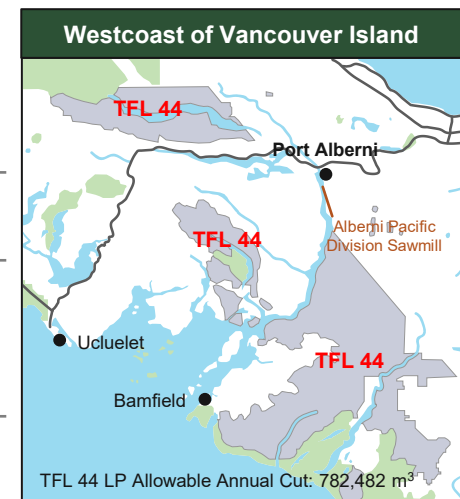 Westcoast of Vancouver Island
TFL 44
Port Alberni
Alberni Pacific
Division Sawmill
TFL 44
Ucluelet
TFL 44
Bamfield
TFL 44 LP Allowable Annual Cut: 782,482 m³